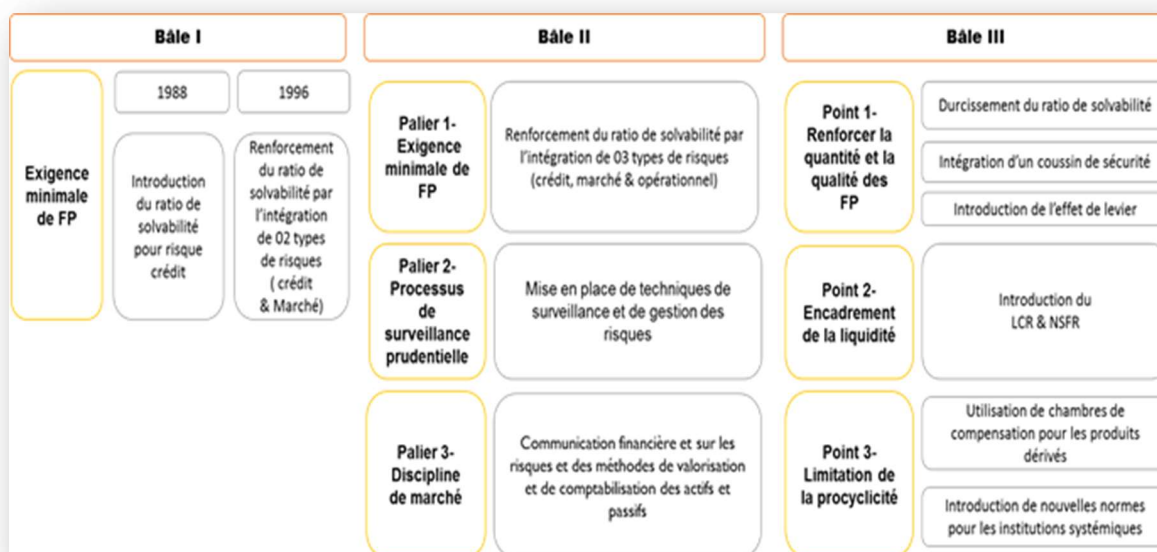 Bâle I
Exigence
minimale
de FP
1988
Introduction
du ratio de
solvabilité
pour risque
crédit
1996
Renforcement
du ratio de
solvabilité par
l'intégration
de 02 types
de risques
( crédit
& Marché)
Bâle II
Palier 1-
Exigence
minimale de
FP
Renforcement du ratio de solvabilité par
l'intégration de 03 types de risques
(crédit, marché & opérationnel)
Palier 2-
Processus
de
surveillance
prudentielle
Mise en place de techniques de
surveillance et de gestion des
risques
Palier 3-
Discipline
de marché
Communication financière et sur les
risques et des méthodes de valorisation
et de comptabilisation des actifs et
passifs
Bâle III
Point 1-
Renforcer la
quantité et la
qualité des
FP
Durcissement du ratio de solvabilité
Intégration d'un coussin de sécurité
Introduction de l'effet de levier
Point 2-
Encadrement
de la liquidité
Introduction du
LCR & NSFR
Point 3-
Limitation de
la procyclicité
Utilisation de chambres de
compensation pour les produits
dérivés
Introduction de nouvelles normes
pour les institutions systémiques